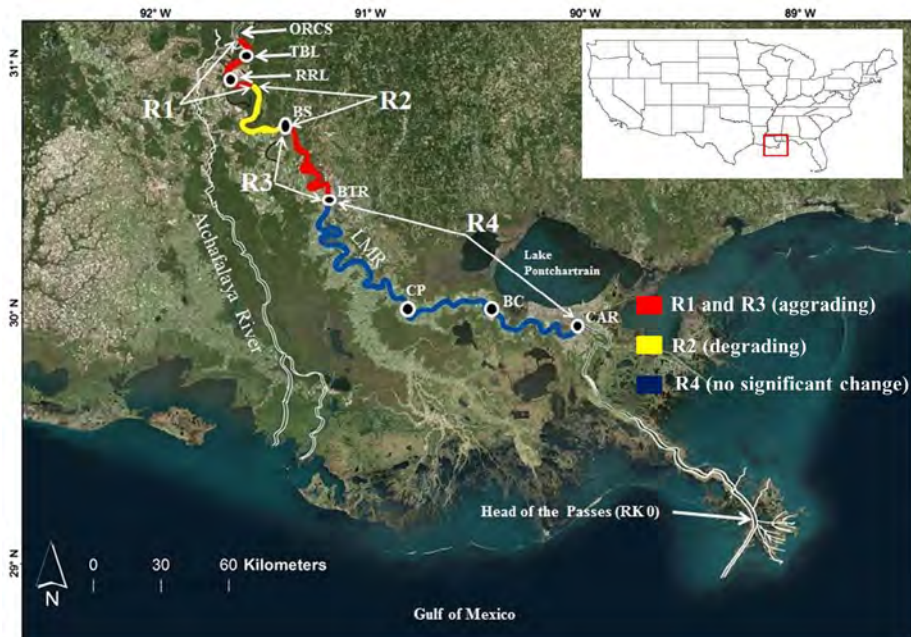 92° W
91° W
90° W
89° W
31° N
ORCS
TBL
RRL
R1
R2
BS
R3
BTR
R4
LMR
Atchafalaya River
Lake
Pontchartrain
CP
BC
CAR
30° N
R1 and R3 (aggrading)
R2 (degrading)
R4 (no significant change)
Head of the Passes (RK 0)
29° N
0 30 60 Kilometers
N
Gulf of Mexico